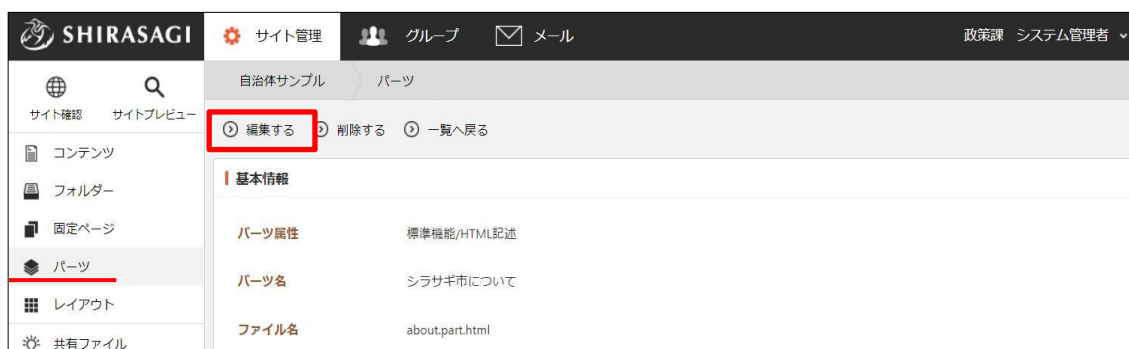 SHIRASAGI サイト管理 グループ メール 政策課 システム管理者
サイト確認 サイトプレビュー
自治体サンプル パーツ
編集する 削除する 一覧へ戻る
コンテンツ
フォルダー
固定ページ
パーツ
レイアウト
共有ファイル
基本情報
パーツ属性 標準機能/HTML記述
パーツ名 シラサギ市について
ファイル名 about.part.html